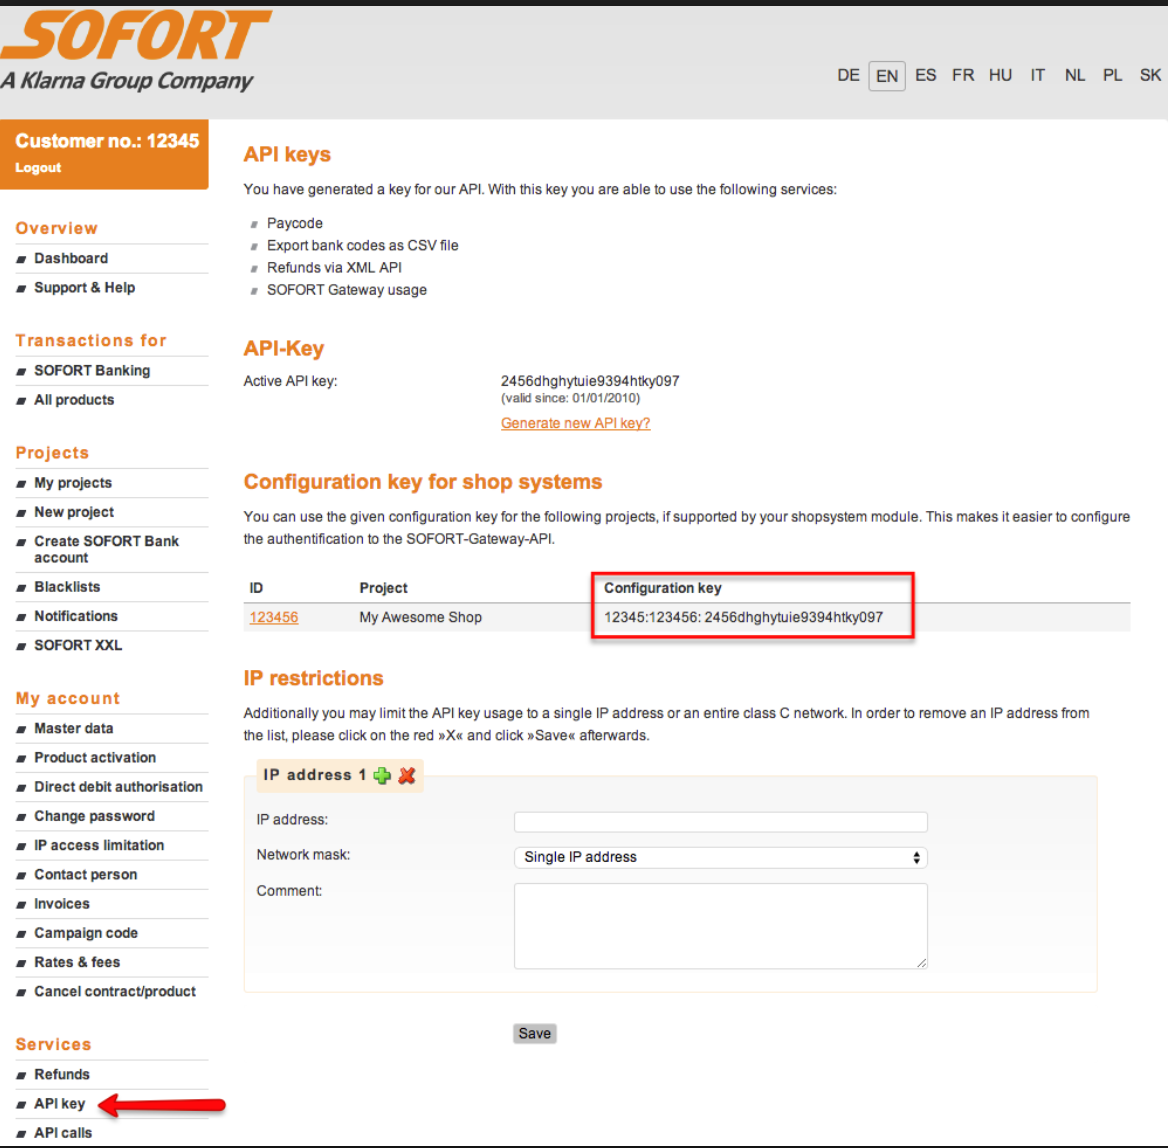 SOFORT
A Klarna Group Company
DE EN ES FR HU IT NL PL SK
Customer no.: 12345
Logout
Overview
Dashboard
Support & Help
Transactions for
SOFORT Banking
All products
Projects
My projects
New project
Create SOFORT Bank
account
Blacklists
Notifications
SOFORT XXL
My account
Master data
Product activation
Direct debit authorisation
Change password
IP access limitation
Contact person
Invoices
Campaign code
Rates & fees
Cancel contract/product
Services
Refunds
API key
API calls
API keys
You have generated a key for our API. With this key you are able to use the following services:
Paycode
Export bank codes as CSV file
Refunds via XML API
SOFORT Gateway usage
API-Key
Active API key: 2456dhghytuie9394htky097
(valid since: 01/01/2010)
Generate new API key?
Configuration key for shop systems
You can use the given configuration key for the following projects, if supported by your shopsystem module. This makes it easier to configure
the authentification to the SOFORT-Gateway-API.
ID Project Configuration key
123456 My Awesome Shop 12345:123456: 2456dhghytuie9394htky097
IP restrictions
Additionally you may limit the API key usage to a single IP address or an entire class C network. In order to remove an IP address from
the list, please click on the red »X« and click »Save« afterwards.
IP address 1
IP address:
Network mask: Single IP address
Comment:
Save